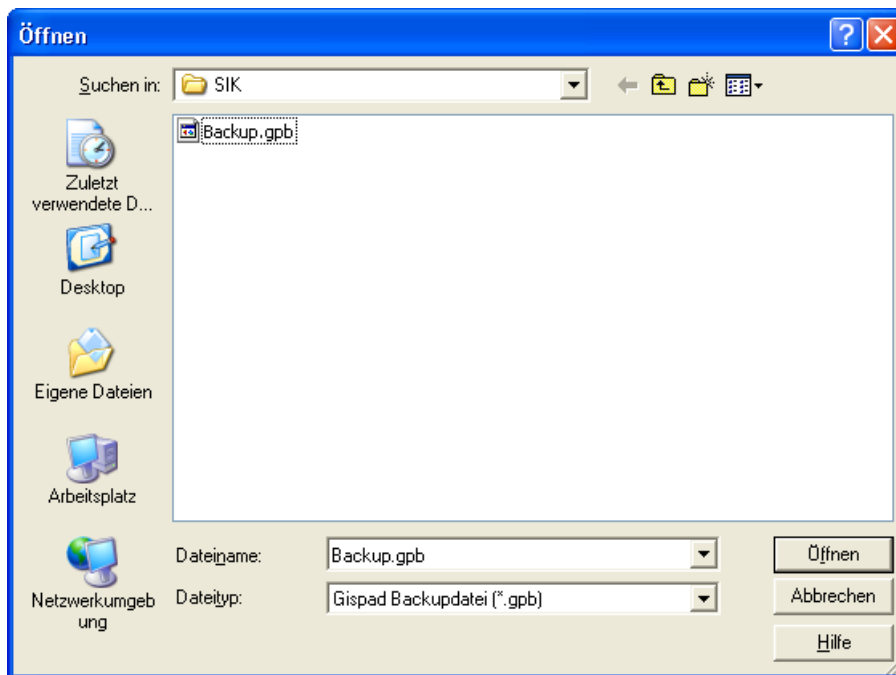 Öffnen
Suchen in:
SIK
Backup.gpb
Zuletzt
verwendete D...
Desktop
Eigene Dateien
Arbeitsplatz
Netzwerkumgeb
ung
Dateiname:
Backup.gpb
Öffnen
Dateityp:
Gispad Backupdatei (*.gpb)
Abbrechen
Hilfe